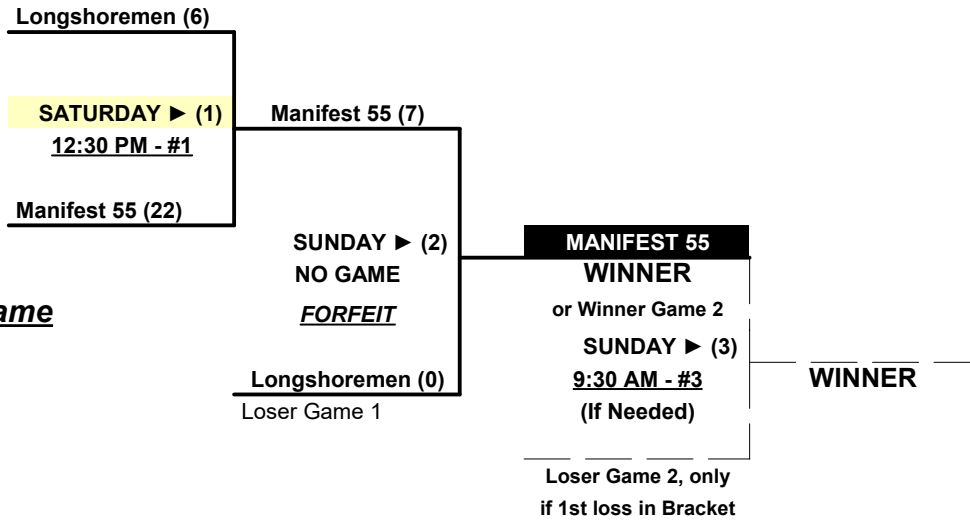 Longshoremen (6)
SATURDAY ► (1)
12:30 PM - #1
Manifest 55 (22)
Manifest 55 (7)
SUNDAY ► (2)
NO GAME
FORFEIT
Longshoremen (0)
Loser Game 1
MANIFEST 55
WINNER
or Winner Game 2
SUNDAY ► (3)
9:30 AM - #3
(If Needed)
Loser Game 2, only
if 1st loss in Bracket
WINNER